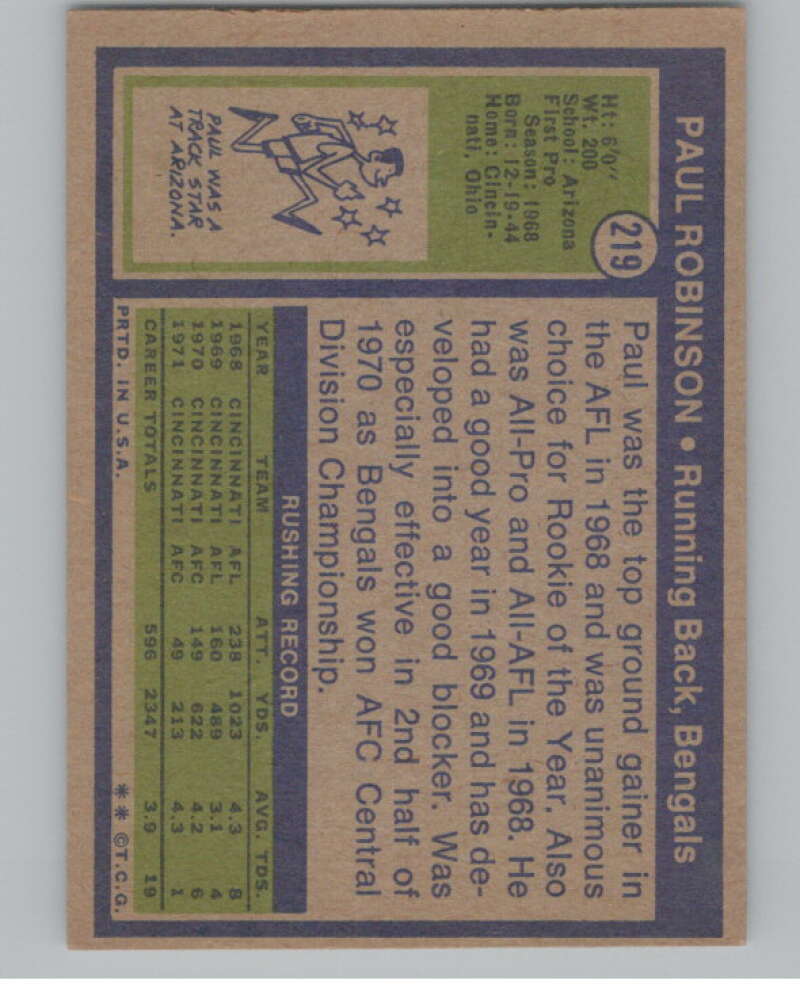 PAUL ROBINSON • Running Back, Bengals
219
Ht: 6'0"
Wt. 200
School: Arizona
First Pro
Season: 1968
Born: 12-19-44
Home: Cincin-
nati, Ohio
PAUL WAS A
TRACK STAR
AT ARIZONA.
Paul was the top ground gainer in
the AFL in 1968 and was unanimous
choice for Rookie of the Year. Also
was All-Pro and All-AFL in 1968. He
had a good year in 1969 and has de-
veloped into a good blocker. Was
especially effective in 2nd half of
1970 as Bengals won AFC Central
Division Championship.
RUSHING RECORD
YEAR TEAM ATT. YDS. AVG. TDS.
1968 CINCINNATI AFL 238 1023 4.3 8
1969 CINCINNATI AFL 160 489 3.1 4
1970 CINCINNATI AFC 149 622 4.2 6
1971 CINCINNATI AFC 49 213 4.3 1
CAREER TOTALS 596 2347 3.9 19
PRTD. IN U.S.A. ** ©T.C.G.